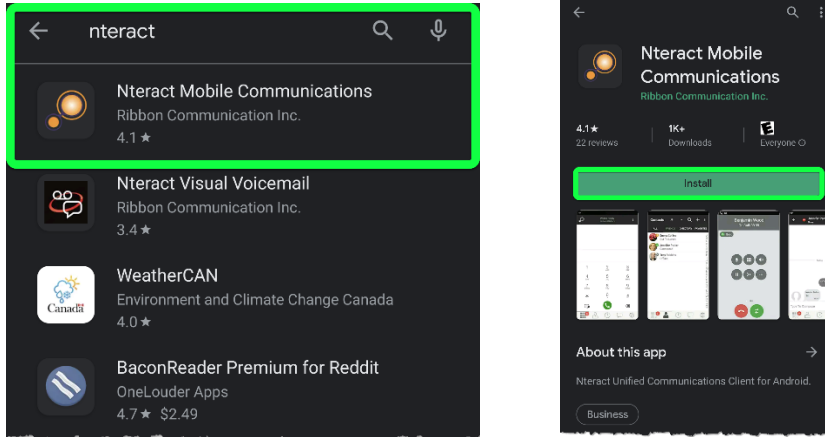 nteract
Nteract Mobile Communications
Ribbon Communication Inc.
4.1 ★
Nteract Visual Voicemail
Ribbon Communication Inc.
3.4 ★
Canada
WeatherCAN
Environment and Climate Change Canada
4.0 ★
BaconReader Premium for Reddit
OneLouder Apps
4.7 ★ $2.49
Nteract Mobile
Communications
Ribbon Communication Inc.
4.1★
22 reviews
1K+
Downloads
E
Everyone
Install
Contacts
About this app
Nteract Unified Communications Client for Android.
Business